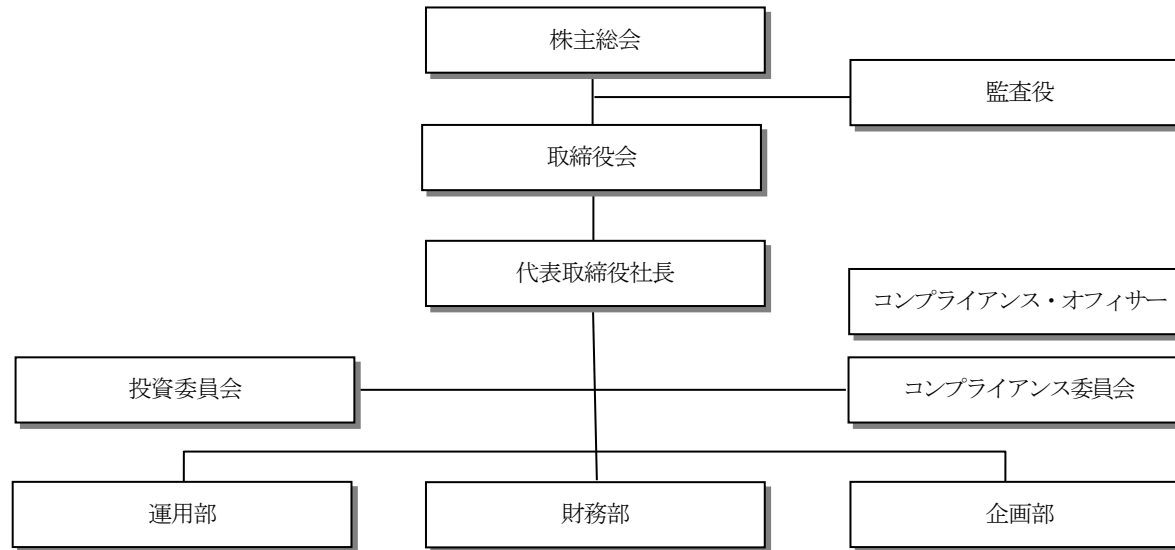 株主総会
監査役
取締役会
代表取締役社長
コンプライアンス・オフィサー
投資委員会
コンプライアンス委員会
運用部
財務部
企画部